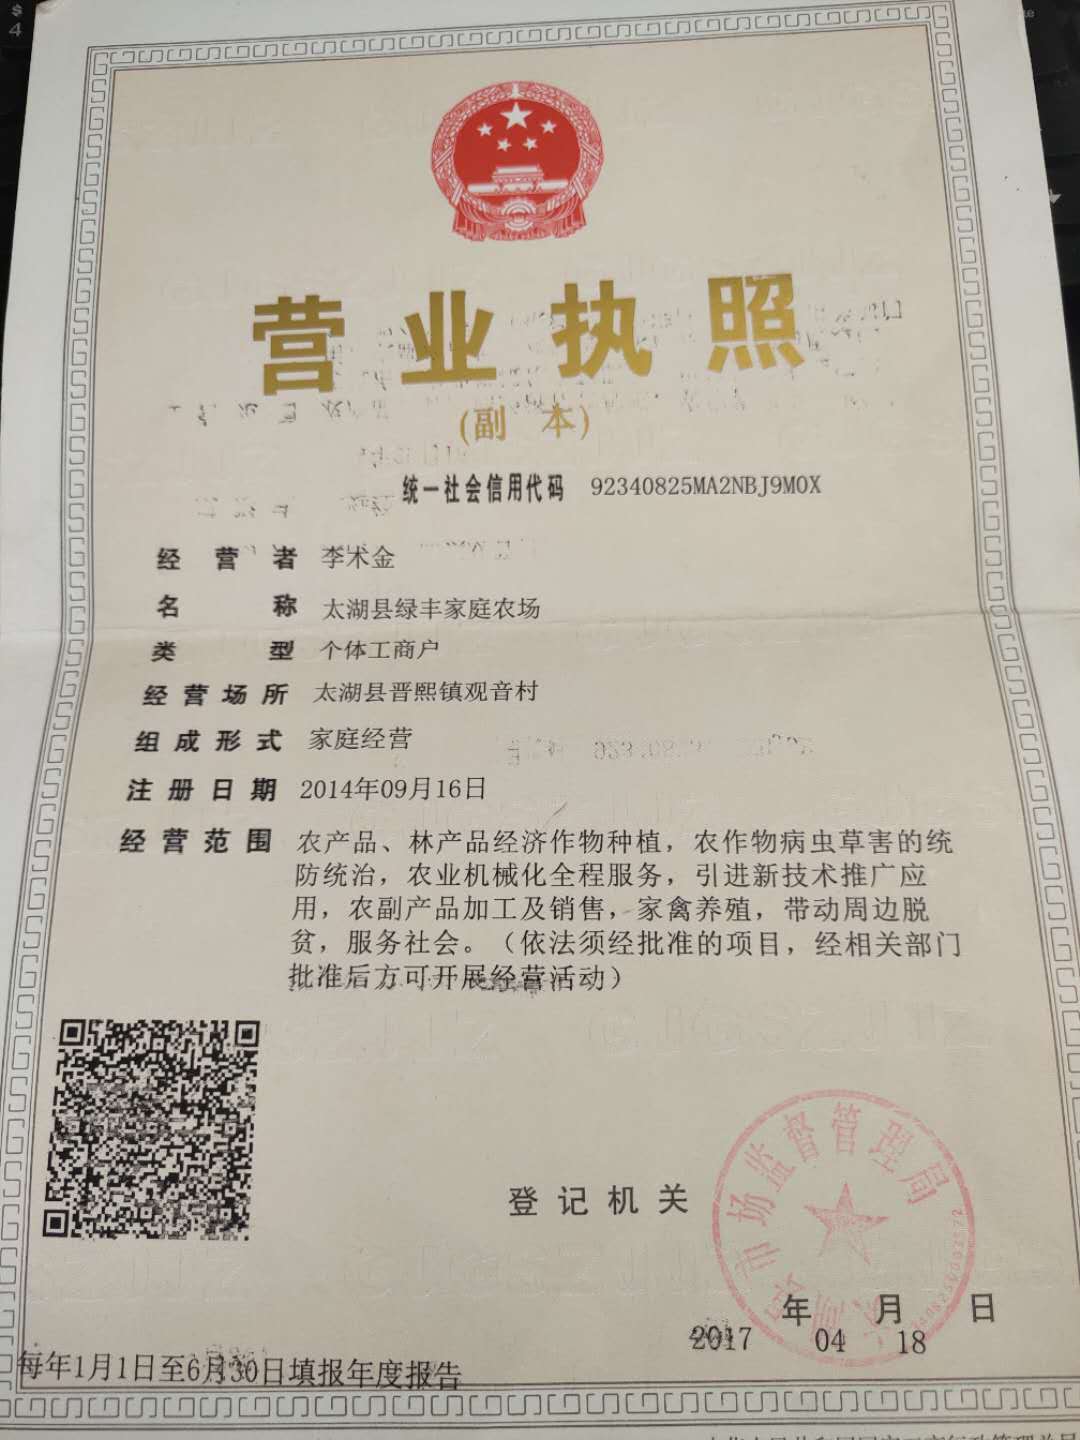 营业执照
(副 本)
统一社会信用代码 92340825MA2NBJ9M0X
经营者 李术金
名称 太湖县绿丰家庭农场
类型 个体工商户
经营场所 太湖县晋熙镇观音村
组成形式 家庭经营
注册日期 2014年09月16日
经营范围 农产品、林产品经济作物种植，农作物病虫草害的统
防统治，农业机械化全程服务，引进新技术推广应
用，农副产品加工及销售，家禽养殖，带动周边脱
贫，服务社会。（依法须经批准的项目，经相关部门
批准后方可开展经营活动）
登记机关
太湖县市场监督管理局
年 月 日
2017 04 18
每年1月1日至6月30日填报年度报告